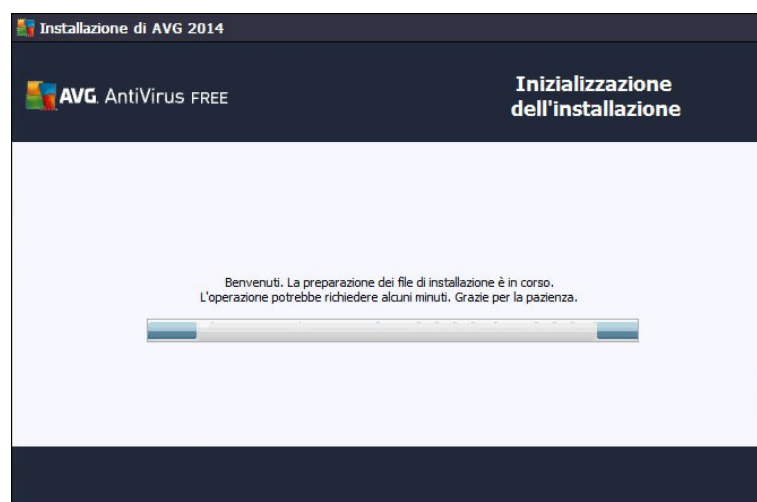 Installazione di AVG 2014
AVG. AntiVirus FREE
Inizializzazione
dell'installazione
Benvenuti. La preparazione dei file di installazione è in corso.
L'operazione potrebbe richiedere alcuni minuti. Grazie per la pazienza.